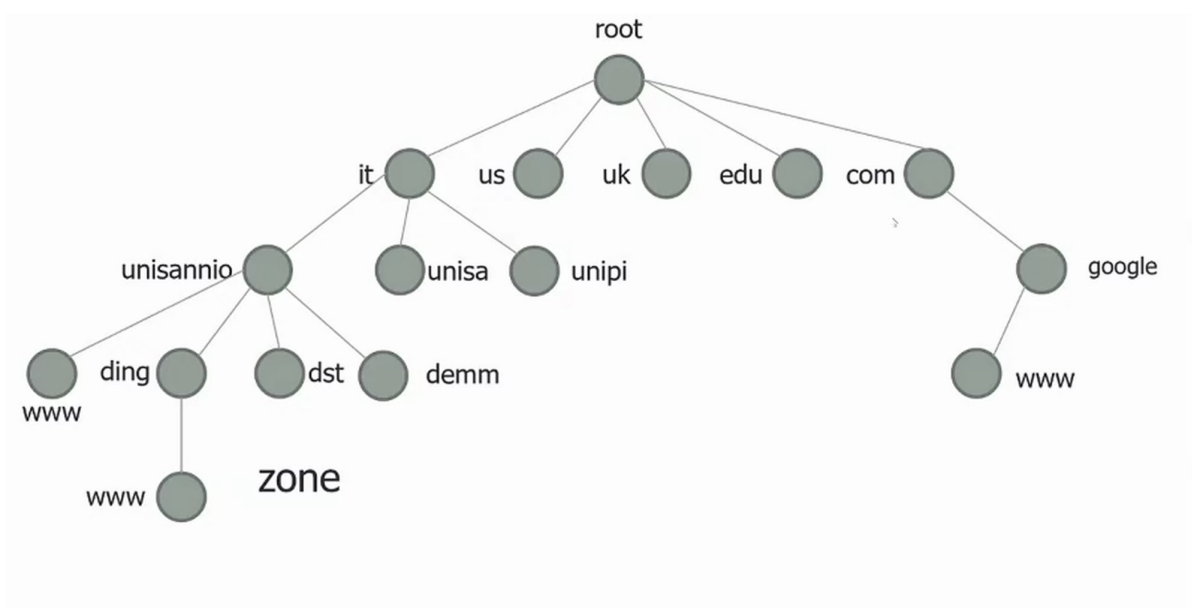 root
it
us
uk
edu
com
unisannio
unisa
unipi
google
ding
dst
demm
www
www
www
zone